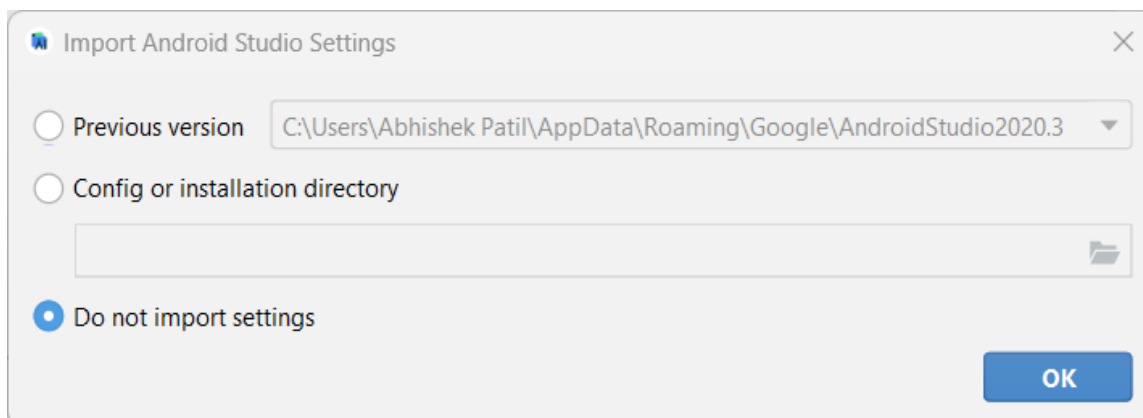 Import Android Studio Settings
Previous version C:\Users\Abhishek Patil\AppData\Roaming\Google\AndroidStudio2020.3
Config or installation directory
Do not import settings
OK